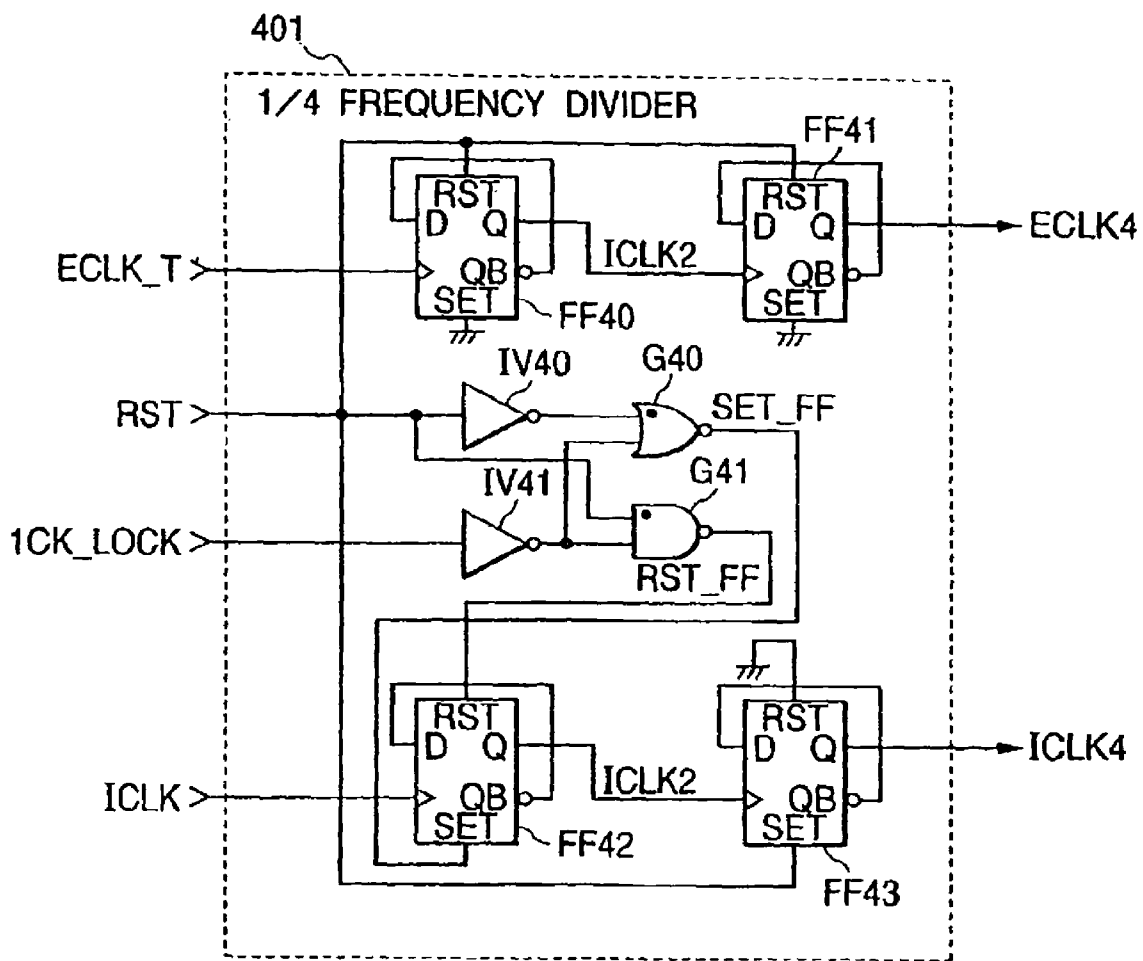 401
1/4 FREQUENCY DIVIDER
FF41
RST
D Q
QB
SET
FF40
ECLK_T
ICLK2
RST
D Q
QB
SET
ECLK4
IV40
G40
RST
SET_FF
IV41
G41
1CK_LOCK
RST_FF
RST
D Q
QB
SET
FF42
ICLK
ICLK2
RST
D Q
QB
SET
FF43
ICLK4